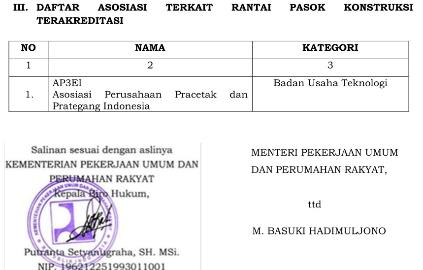 III. DAFTAR ASOSIASI TERKAIT RANTAI PASOK KONSTRUKSI
TERAKREDITASI
NO NAMA KATEGORI
1 2 3
1. AP3EI Badan Usaha Teknologi
Asosiasi Perusahaan Pracetak dan
Prategang Indonesia
Salinan sesuai dengan aslinya
KEMENTERIAN PEKERJAAN UMUM DAN
PERUMAHAN RAKYAT
Kepala Biro Hukum,
Putranta Setyanugraha, SH. MSi.
NIP. 196212251993011001
MENTERI PEKERJAAN UMUM
DAN PERUMAHAN RAKYAT,
ttd
M. BASUKI HADIMULJONO